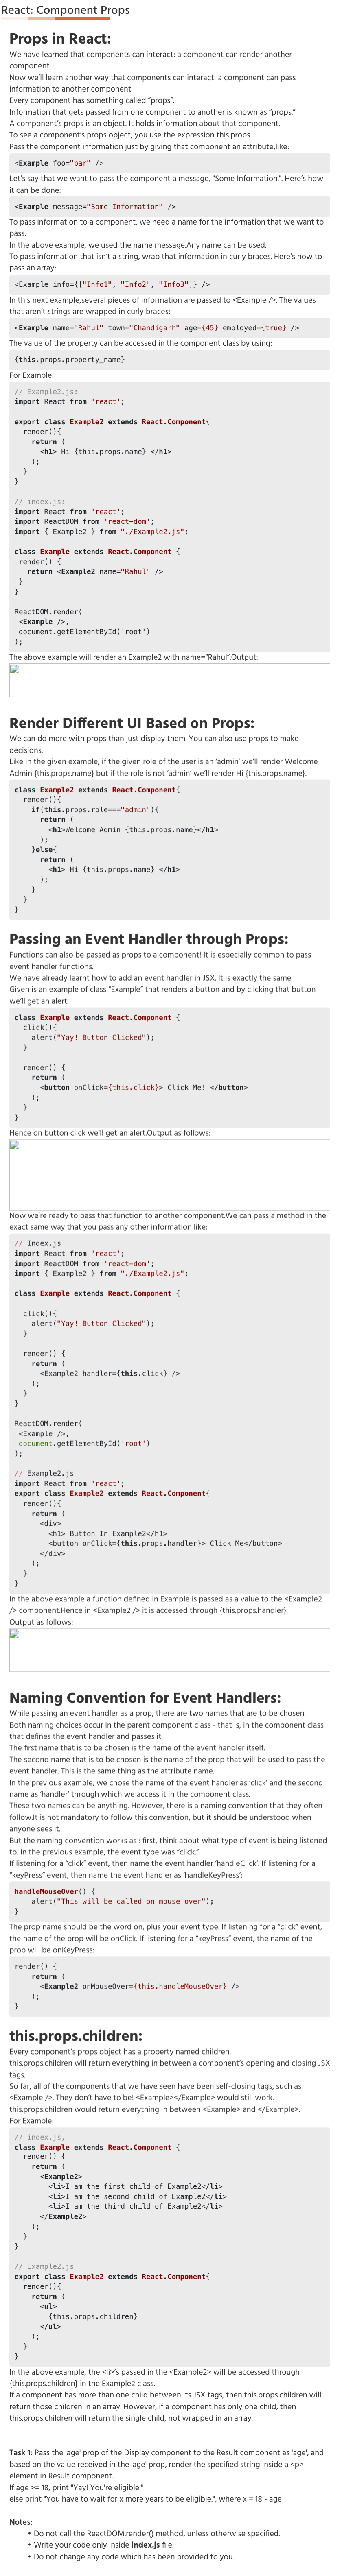 React: Component Props
Props in React:
We have learned that components can interact: a component can render another
component.
Now we'll learn another way that components can interact: a component can pass
information to another component.
Every component has something called “props”.
Information that gets passed from one component to another is known as “props.”
A component's props is an object. It holds information about that component.
To see a component's props object, you use the expression this.props.
Pass the component information just by giving that component an attribute,like:
<Example foo="bar" />
Let's say that we want to pass the component a message, "Some Information.". Here's how
it can be done:
<Example message="Some Information" />
To pass information to a component, we need a name for the information that we want to
pass.
In the above example, we used the name message.Any name can be used.
To pass information that isn't a string, wrap that information in curly braces. Here's how to
pass an array:
<Example info={["Info1", "Info2", "Info3"]} />
In this next example,several pieces of information are passed to <Example />. The values
that aren't strings are wrapped in curly braces:
<Example name="Rahul" town="Chandigarh" age={45} employed={true} />
The value of the property can be accessed in the component class by using:
{this.props.property_name}
For Example:
// Example2.js:
import React from 'react';
export class Example2 extends React.Component{
render(){
return (
<h1> Hi {this.props.name} </h1>
);
}
}
// index.js:
import React from 'react';
import ReactDOM from 'react-dom';
import { Example2 } from "./Example2.js";
class Example extends React.Component {
render() {
return <Example2 name="Rahul" />
}
}
ReactDOM.render(
<Example />,
document.getElementById('root')
);
The above example will render an Example2 with name=”Rahul”.Output:
Render Different UI Based on Props:
We can do more with props than just display them. You can also use props to make
decisions.
Like in the given example, if the given role of the user is an 'admin' we'll render Welcome
Admin {this.props.name} but if the role is not 'admin' we'll render Hi {this.props.name}.
class Example2 extends React.Component{
render(){
if(this.props.role==="admin"){
return (
<h1>Welcome Admin {this.props.name}</h1>
);
}else{
return (
<h1> Hi {this.props.name} </h1>
);
}
}
}
Passing an Event Handler through Props:
Functions can also be passed as props to a component! It is especially common to pass
event handler functions.
We have already learnt how to add an event handler in JSX. It is exactly the same.
Given is an example of class “Example” that renders a button and by clicking that button
we'll get an alert.
class Example extends React.Component {
click(){
alert("Yay! Button Clicked");
}
render() {
return (
<button onClick={this.click}> Click Me! </button>
);
}
}
Hence on button click we'll get an alert.Output as follows:
Now we're ready to pass that function to another component.We can pass a method in the
exact same way that you pass any other information like:
// Index.js
import React from 'react';
import ReactDOM from 'react-dom';
import { Example2 } from "./Example2.js";
class Example extends React.Component {
click(){
alert("Yay! Button Clicked");
}
render() {
return (
<Example2 handler={this.click} />
);
}
}
ReactDOM.render(
<Example />,
document.getElementById('root')
);
// Example2.js
import React from 'react';
export class Example2 extends React.Component{
render(){
return (
<div>
<h1> Button In Example2</h1>
<button onClick={this.props.handler}> Click Me</button>
</div>
);
}
}
In the above example a function defined in Example is passed as a value to the <Example2
/> component.Hence in <Example2 /> it is accessed through {this.props.handler}.
Output as follows:
Naming Convention for Event Handlers:
While passing an event handler as a prop, there are two names that are to be chosen.
Both naming choices occur in the parent component class - that is, in the component class
that defines the event handler and passes it.
The first name that is to be chosen is the name of the event handler itself.
The second name that is to be chosen is the name of the prop that will be used to pass the
event handler. This is the same thing as the attribute name.
In the previous example, we chose the name of the event handler as 'click' and the second
name as 'handler' through which we access it in the component class.
These two names can be anything. However, there is a naming convention that they often
follow.It is not mandatory to follow this convention, but it should be understood when
anyone sees it.
But the naming convention works as : first, think about what type of event is being listened
to. In the previous example, the event type was “click.”
If listening for a “click” event, then name the event handler 'handleClick'. If listening for a
“keyPress” event, then name the event handler as 'handleKeyPress':
handleMouseOver() {
alert("This will be called on mouse over");
}
The prop name should be the word on, plus your event type. If listening for a “click” event,
the name of the prop will be onClick. If listening for a “keyPress” event, the name of the
prop will be onKeyPress:
render() {
return (
<Example2 onMouseOver={this.handleMouseOver} />
);
}
this.props.children:
Every component's props object has a property named children.
this.props.children will return everything in between a component's opening and closing JSX
tags.
So far, all of the components that we have seen have been self-closing tags, such as
<Example />. They don't have to be! <Example></Example> would still work.
this.props.children would return everything in between <Example> and </Example>.
For Example:
// index.js,
class Example extends React.Component {
render() {
return (
<Example2>
<li>I am the first child of Example2</li>
<li>I am the second child of Example2</li>
<li>I am the third child of Example2</li>
</Example2>
);
}
}
// Example2.js
export class Example2 extends React.Component{
render(){
return (
<ul>
{this.props.children}
</ul>
);
}
}
In the above example, the <li>'s passed in the <Example2> will be accessed through
{this.props.children} in the Example2 class.
If a component has more than one child between its JSX tags, then this.props.children will
return those children in an array. However, if a component has only one child, then
this.props.children will return the single child, not wrapped in an array.
Task 1: Pass the 'age' prop of the Display component to the Result component as 'age', and
based on the value received in the 'age' prop, render the specified string inside a <p>
element in Result component.
If age >= 18, print "Yay! You're eligible."
else print "You have to wait for x more years to be eligible.", where x = 18 - age
Notes:
• Do not call the ReactDOM.render() method, unless otherwise specified.
• Write your code only inside index.js file.
• Do not change any code which has been provided to you.